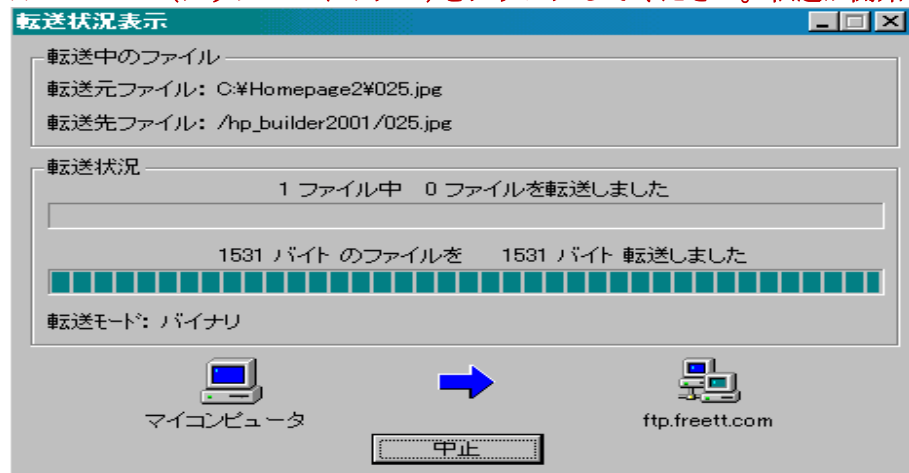 転送状況表示
転送中のファイル
転送元ファイル: C:¥Homepage2¥025.jpg
転送先ファイル: /hp_builder2001/025.jpg
転送状況
1 ファイル中 0 ファイルを転送しました
1531 バイト のファイルを 1531 バイト 転送しました
転送モード: バイナリ
マイコンピュータ
ftp.freett.com
中止